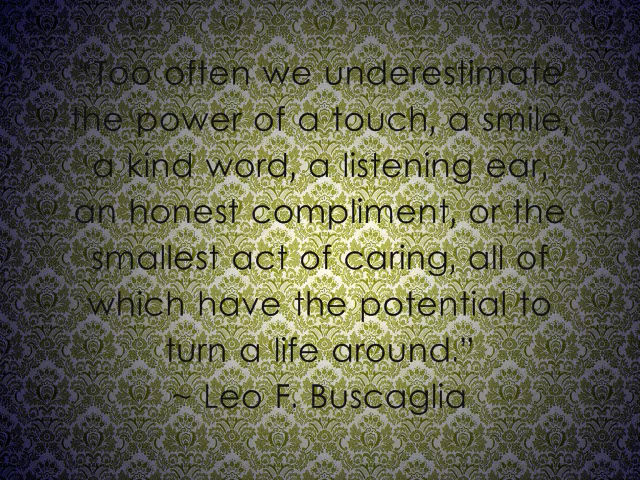 "Too often we underestimate
the power of a touch, a smile,
a kind word, a listening ear,
an honest compliment, or the
smallest act of caring, all of
which have the potential to
turn a life around.”
~ Leo F. Buscaglia